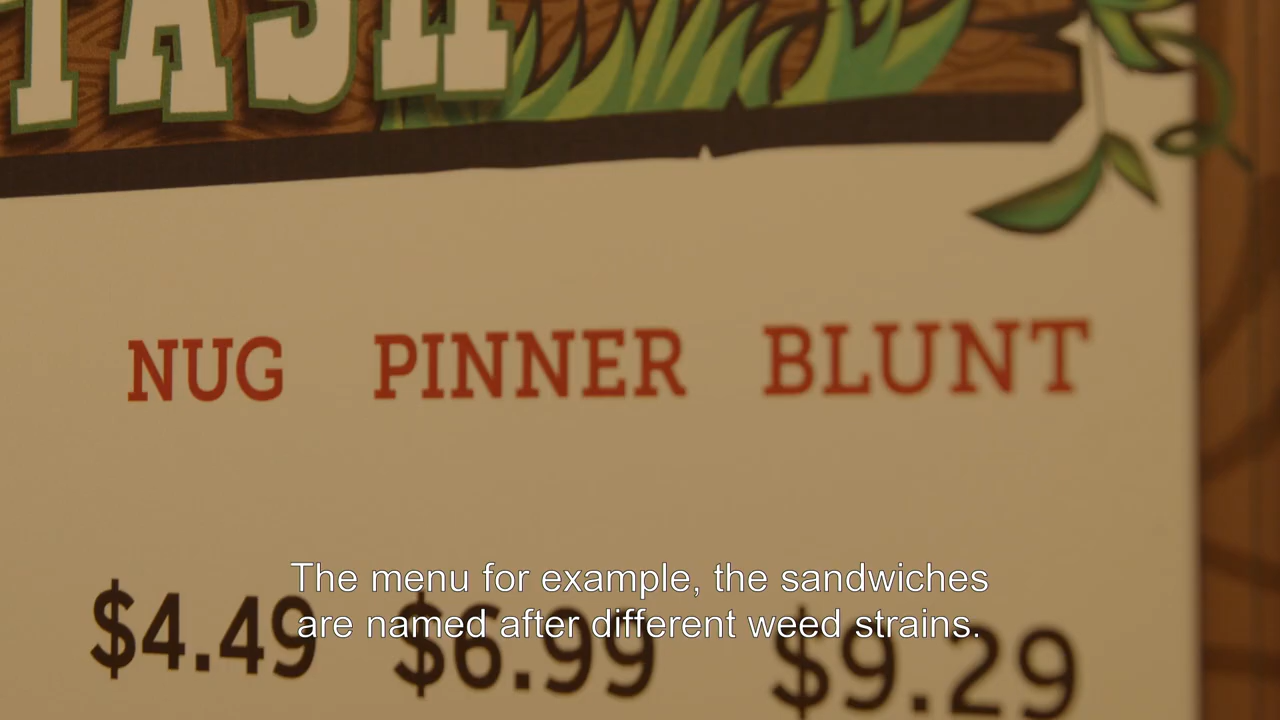 TASH
NUG PINNER BLUNT
$4.49 $6.99 $9.29
The menu for example, the sandwiches
are named after different weed strains.